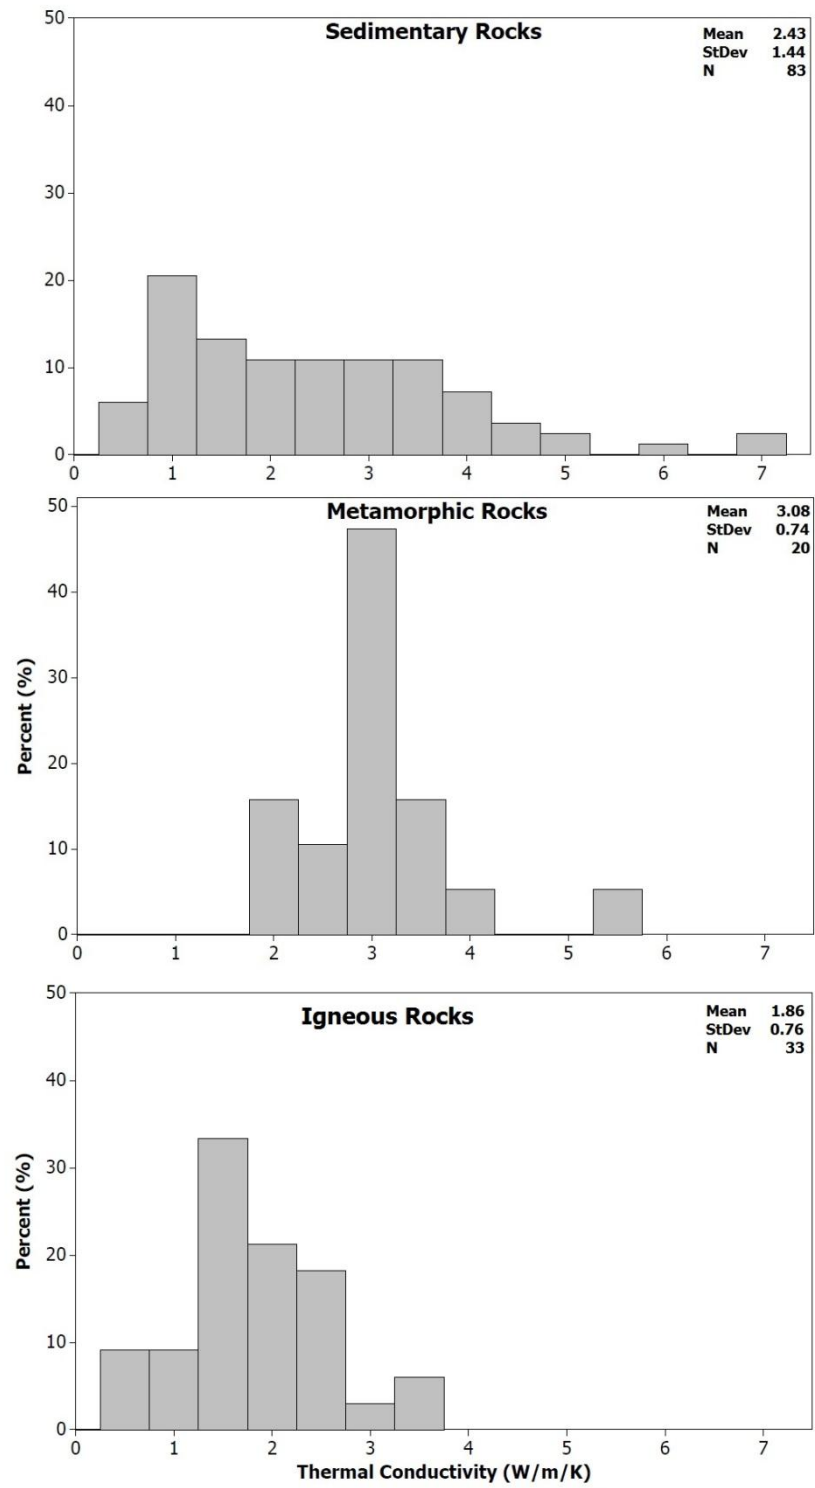 Sedimentary Rocks
Mean 2.43
StDev 1.44
N 83
50
40
30
20
10
0
0 1 2 3 4 5 6 7
Metamorphic Rocks
Mean 3.08
StDev 0.74
N 20
Percent (%)
50
40
30
20
10
0
0 1 2 3 4 5 6 7
Igneous Rocks
Mean 1.86
StDev 0.76
N 33
Percent (%)
50
40
30
20
10
0
0 1 2 3 4 5 6 7
Thermal Conductivity (W/m/K)